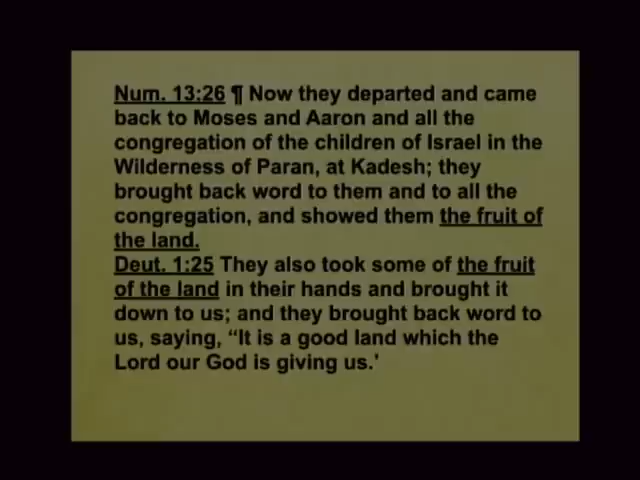 Num. 13:26 ¶ Now they departed and came
back to Moses and Aaron and all the
congregation of the children of Israel in the
Wilderness of Paran, at Kadesh; they
brought back word to them and to all the
congregation, and showed them the fruit of
the land.
Deut. 1:25 They also took some of the fruit
of the land in their hands and brought it
down to us; and they brought back word to
us, saying, “It is a good land which the
Lord our God is giving us.'